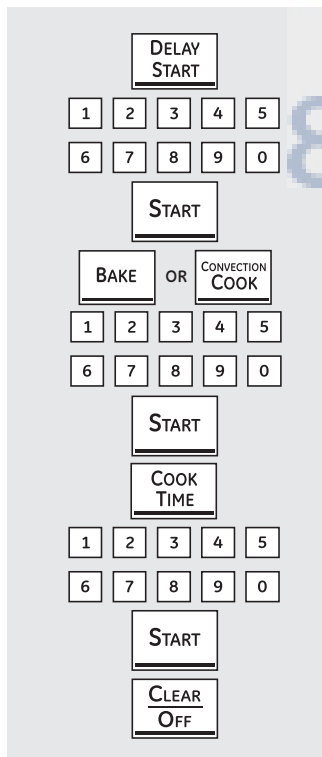 DELAY
START
1 2 3 4 5
6 7 8 9 0
START
BAKE OR CONVECTION COOK
1 2 3 4 5
6 7 8 9 0
START
COOK
TIME
1 2 3 4 5
6 7 8 9 0
START
CLEAR
OFF